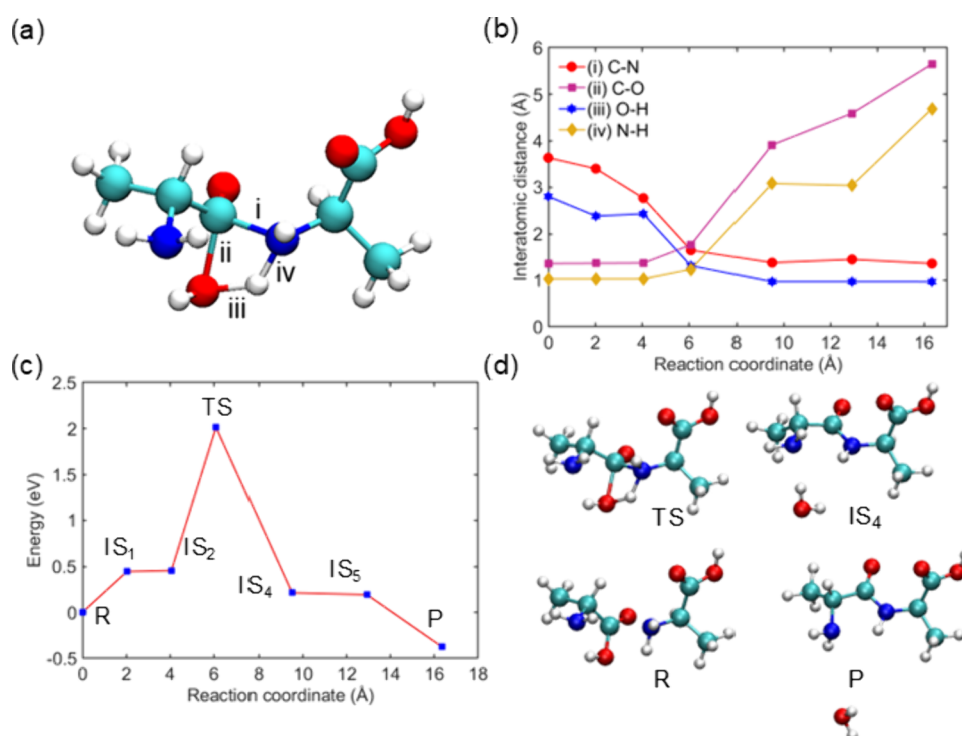 (a)
i
ii
iii
iv
(b)
(i) C-N
(ii) C-O
(iii) O-H
(iv) N-H
Interatomic distance (Å)
6
5
4
3
2
1
0
0 2 4 6 8 10 12 14 16
Reaction coordinate (Å)
(c)
Energy (eV)
2.5
2
1.5
1
0.5
0
-0.5
TS
IS₁
IS₂
IS₄
IS₅
R
P
0 2 4 6 8 10 12 14 16 18
Reaction coordinate (Å)
(d)
TS
IS₄
R
P